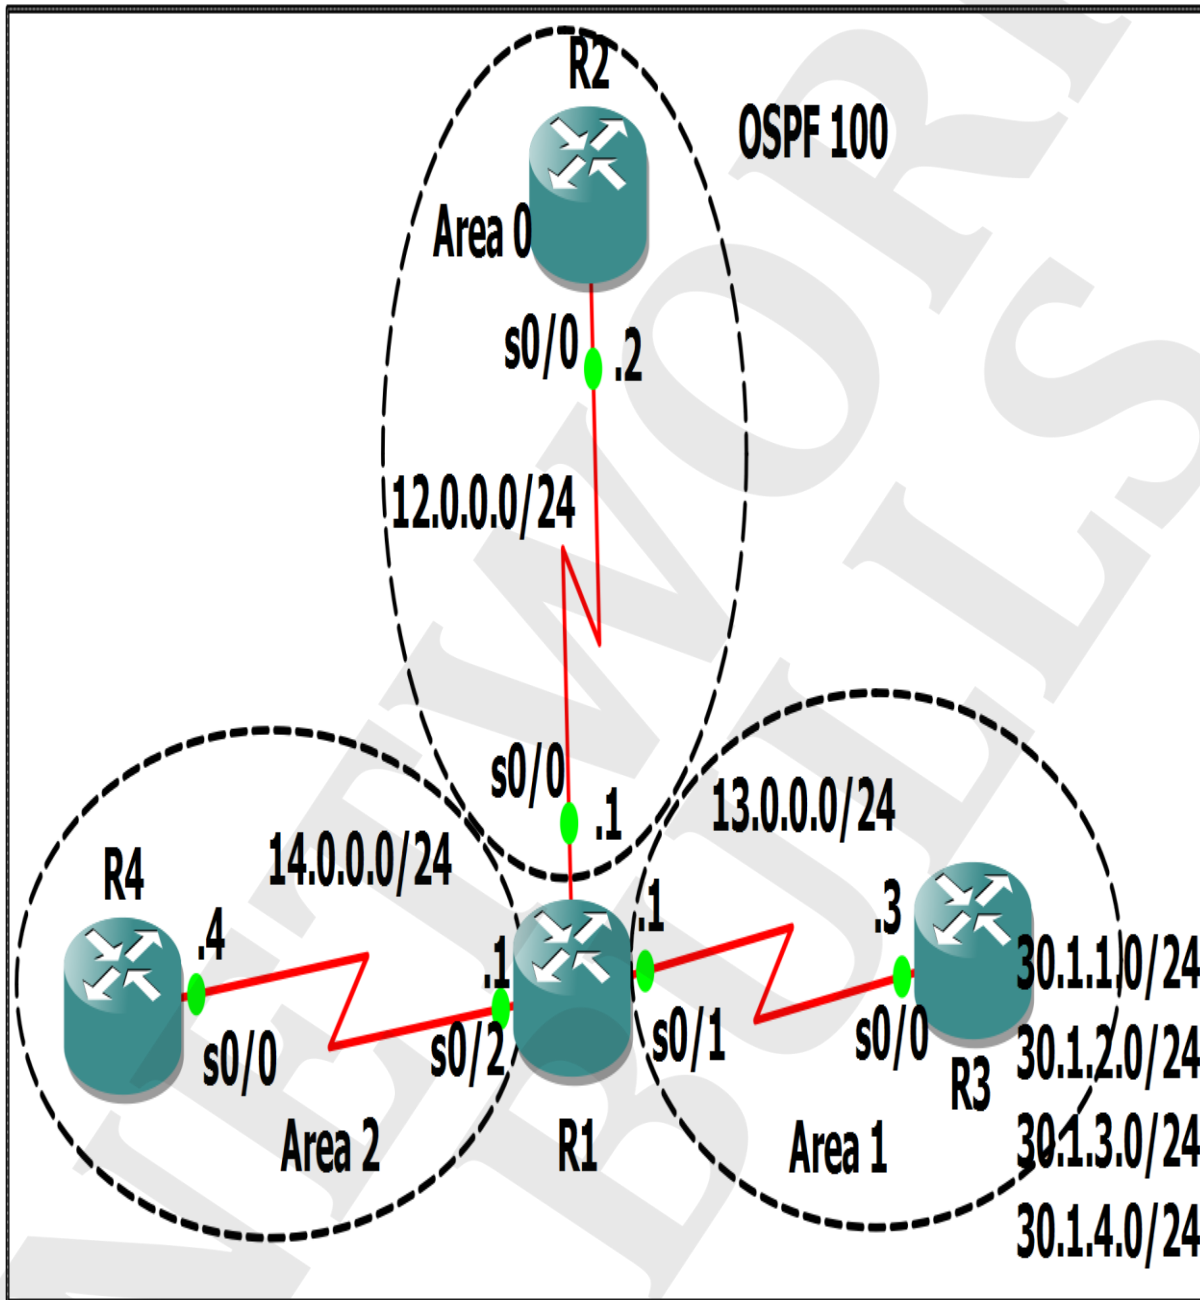 R2
OSPF 100
Area 0
s0/0
.2
12.0.0.0/24
s0/0
.1
13.0.0.0/24
14.0.0.0/24
R4
.4
.1
.1
.3
30.1.1.0/24
s0/0
s0/2
s0/1
s0/0
30.1.2.0/24
R3
Area 2
R1
Area 1
30.1.3.0/24
30.1.4.0/24
NETWORK
BULLS